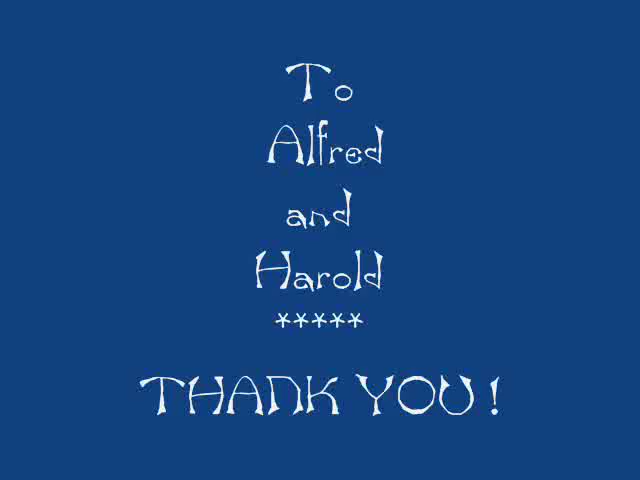 To
Alfred
and
Harold
*****
THANK YOU !